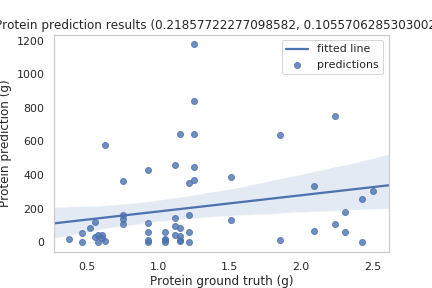 Protein prediction results (0.21857722277098582, 0.1055706285303002
fitted line
predictions
Protein prediction (g)
1200
1000
800
600
400
200
0
0.5 1.0 1.5 2.0 2.5
Protein ground truth (g)